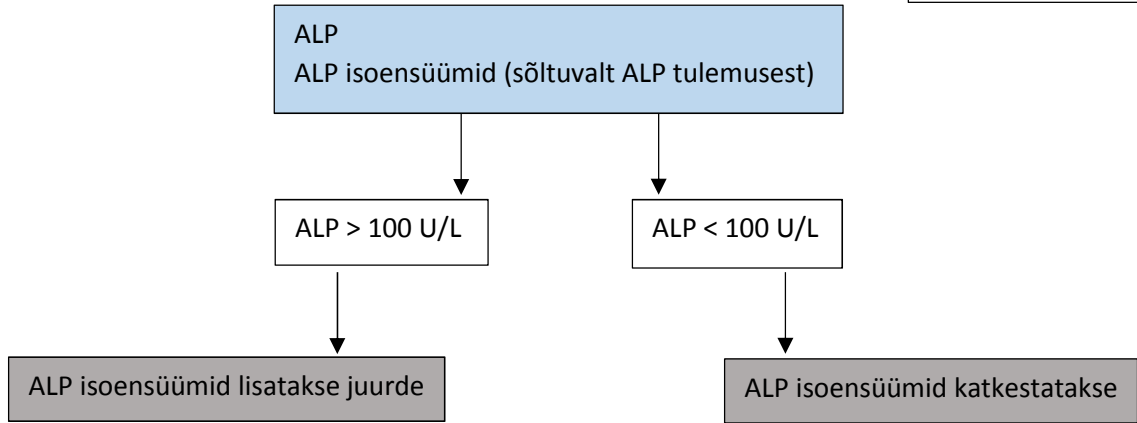 ALP
ALP isoensüümid (sõltuvalt ALP tulemusest)
ALP > 100 U/L
ALP < 100 U/L
ALP isoensüümid lisatakse juurde
ALP isoensüümid katkestatakse